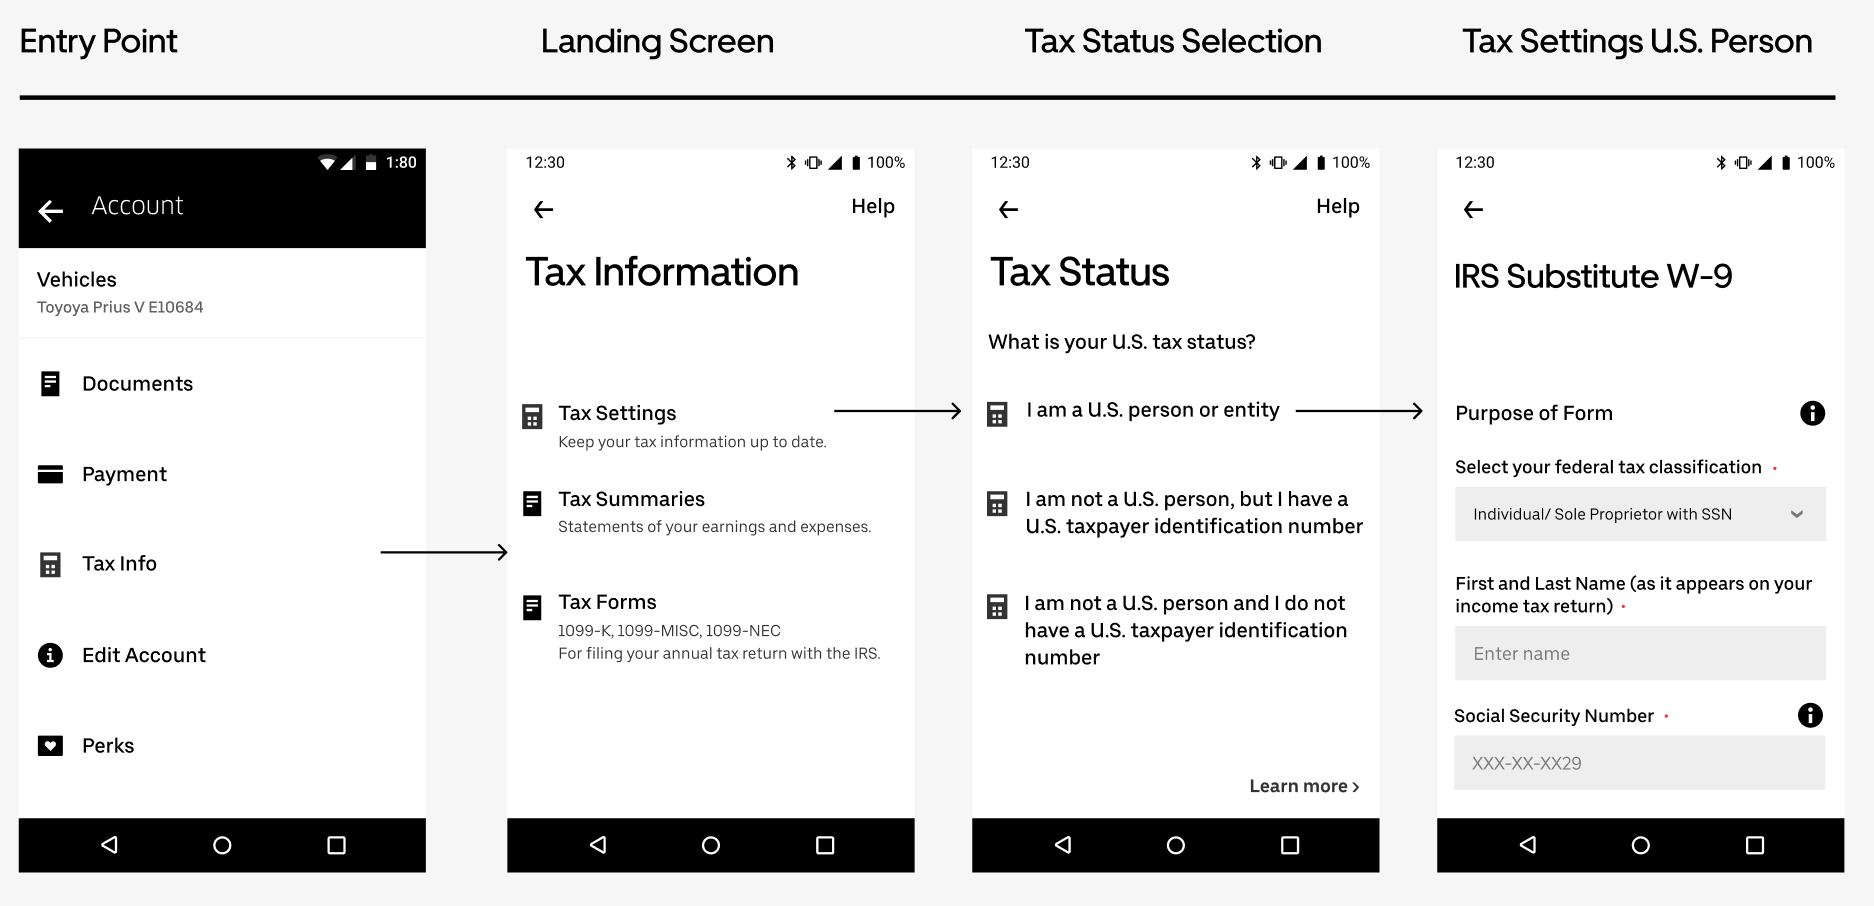 Entry Point
Landing Screen
Tax Status Selection
Tax Settings U.S. Person
1:80
Account
Vehicles
Toyoya Prius V E10684
Documents
Payment
Tax Info
Edit Account
Perks
12:30
100%
Help
Tax Information
Tax Settings
Keep your tax information up to date.
Tax Summaries
Statements of your earnings and expenses.
Tax Forms
1099-K, 1099-MISC, 1099-NEC
For filing your annual tax return with the IRS.
12:30
100%
Help
Tax Status
What is your U.S. tax status?
I am a U.S. person or entity
I am not a U.S. person, but I have a
U.S. taxpayer identification number
I am not a U.S. person and I do not
have a U.S. taxpayer identification
number
Learn more ›
12:30
100%
IRS Substitute W-9
Purpose of Form
Select your federal tax classification •
Individual/ Sole Proprietor with SSN
First and Last Name (as it appears on your
income tax return) •
Enter name
Social Security Number •
XXX-XX-XX29